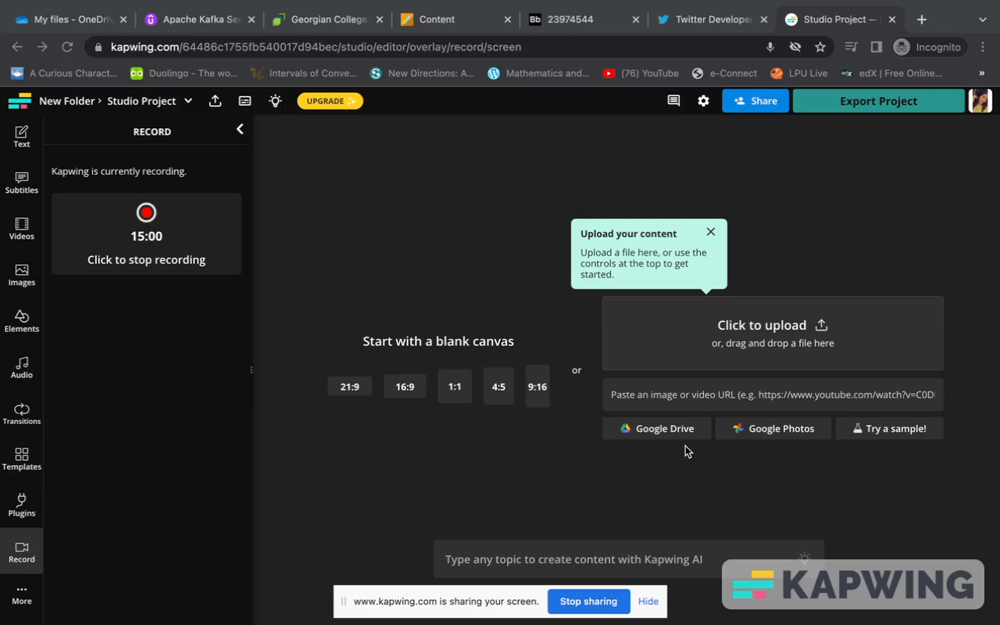 My files - OneDriv
Apache Kafka Ser
Georgian College
Content
23974544
Twitter Developer
Studio Project —
kapwing.com/64486c1755fb540017d94bec/studio/editor/overlay/record/screen
Incognito
A Curious Charact...
Duolingo - The wo...
Intervals of Conve...
New Directions: A...
Mathematics and...
(76) YouTube
e-Connect
LPU Live
edX | Free Online...
»
New Folder › Studio Project
UPGRADE
Share
Export Project
Text
Subtitles
Videos
Images
Elements
Audio
Transitions
Templates
Plugins
Record
More
RECORD
Kapwing is currently recording.
15:00
Click to stop recording
Upload your content
Upload a file here, or use the
controls at the top to get
started.
Start with a blank canvas
21:9
16:9
1:1
4:5
9:16
or
Click to upload
or, drag and drop a file here
Paste an image or video URL (e.g. https://www.youtube.com/watch?v=C0D
Google Drive
Google Photos
Try a sample!
Type any topic to create content with Kapwing AI
www.kapwing.com is sharing your screen.
Stop sharing
Hide
KAPWING